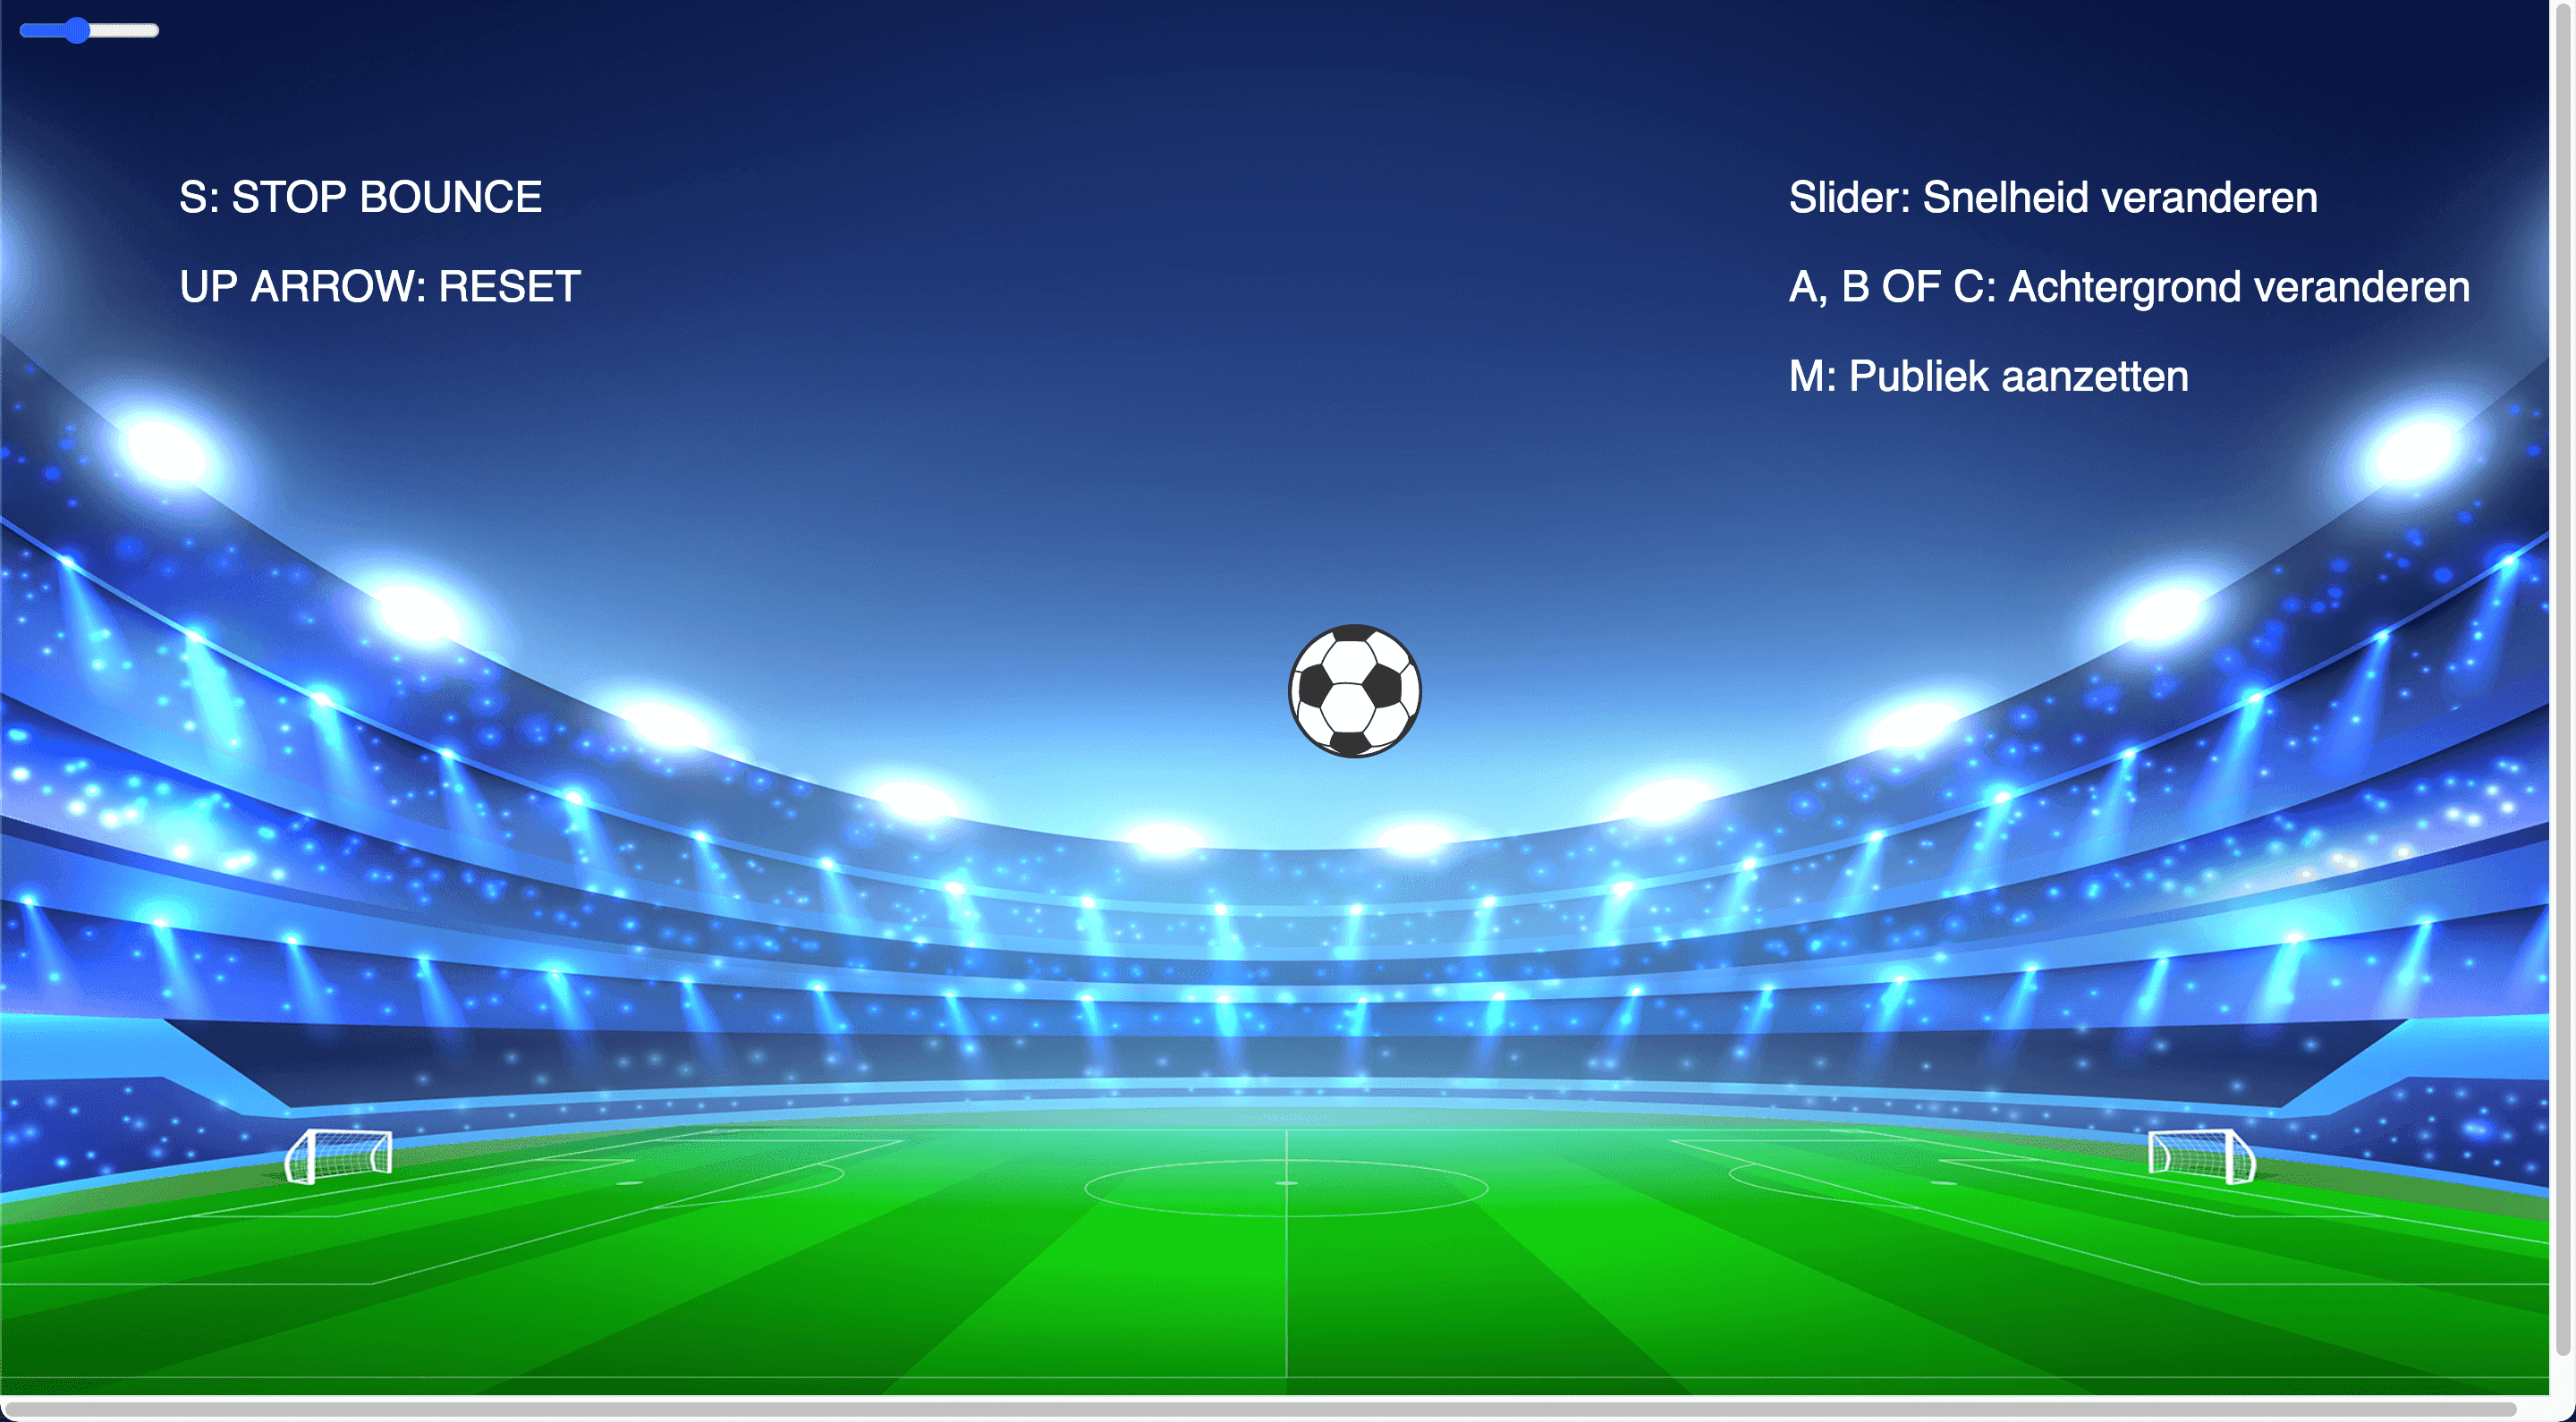 S: STOP BOUNCE
UP ARROW: RESET
Slider: Snelheid veranderen
A, B OF C: Achtergrond veranderen
M: Publiek aanzetten